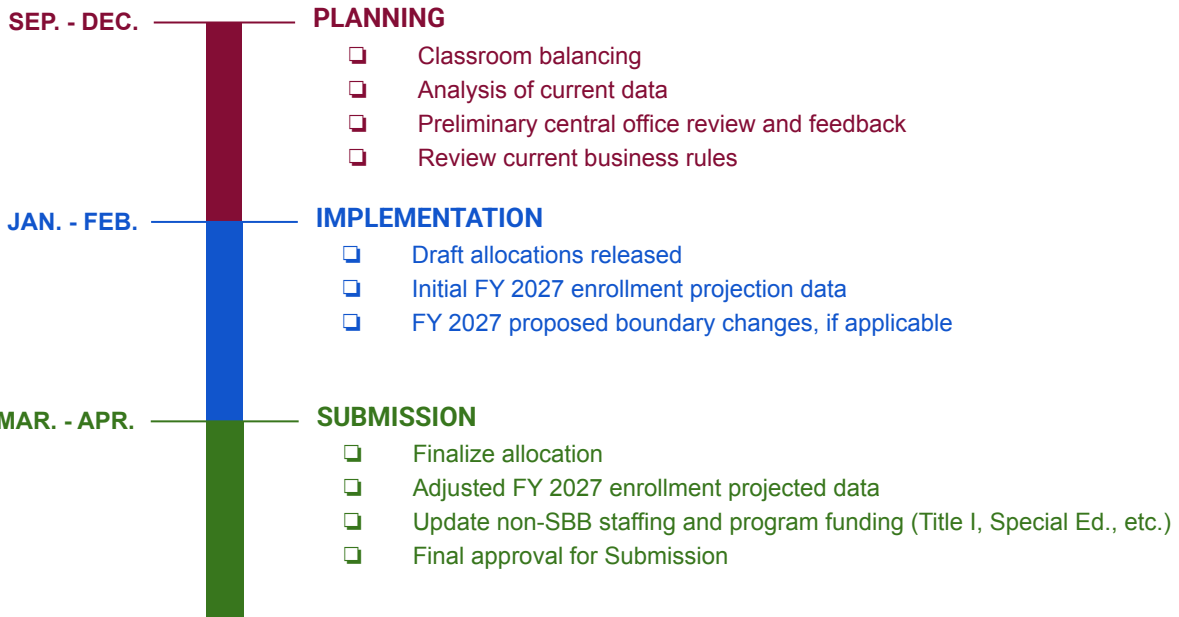 SEP. - DEC.
PLANNING
❏ Classroom balancing
❏ Analysis of current data
❏ Preliminary central office review and feedback
❏ Review current business rules
JAN. - FEB.
IMPLEMENTATION
❏ Draft allocations released
❏ Initial FY 2027 enrollment projection data
❏ FY 2027 proposed boundary changes, if applicable
MAR. - APR.
SUBMISSION
❏ Finalize allocation
❏ Adjusted FY 2027 enrollment projected data
❏ Update non-SBB staffing and program funding (Title I, Special Ed., etc.)
❏ Final approval for Submission